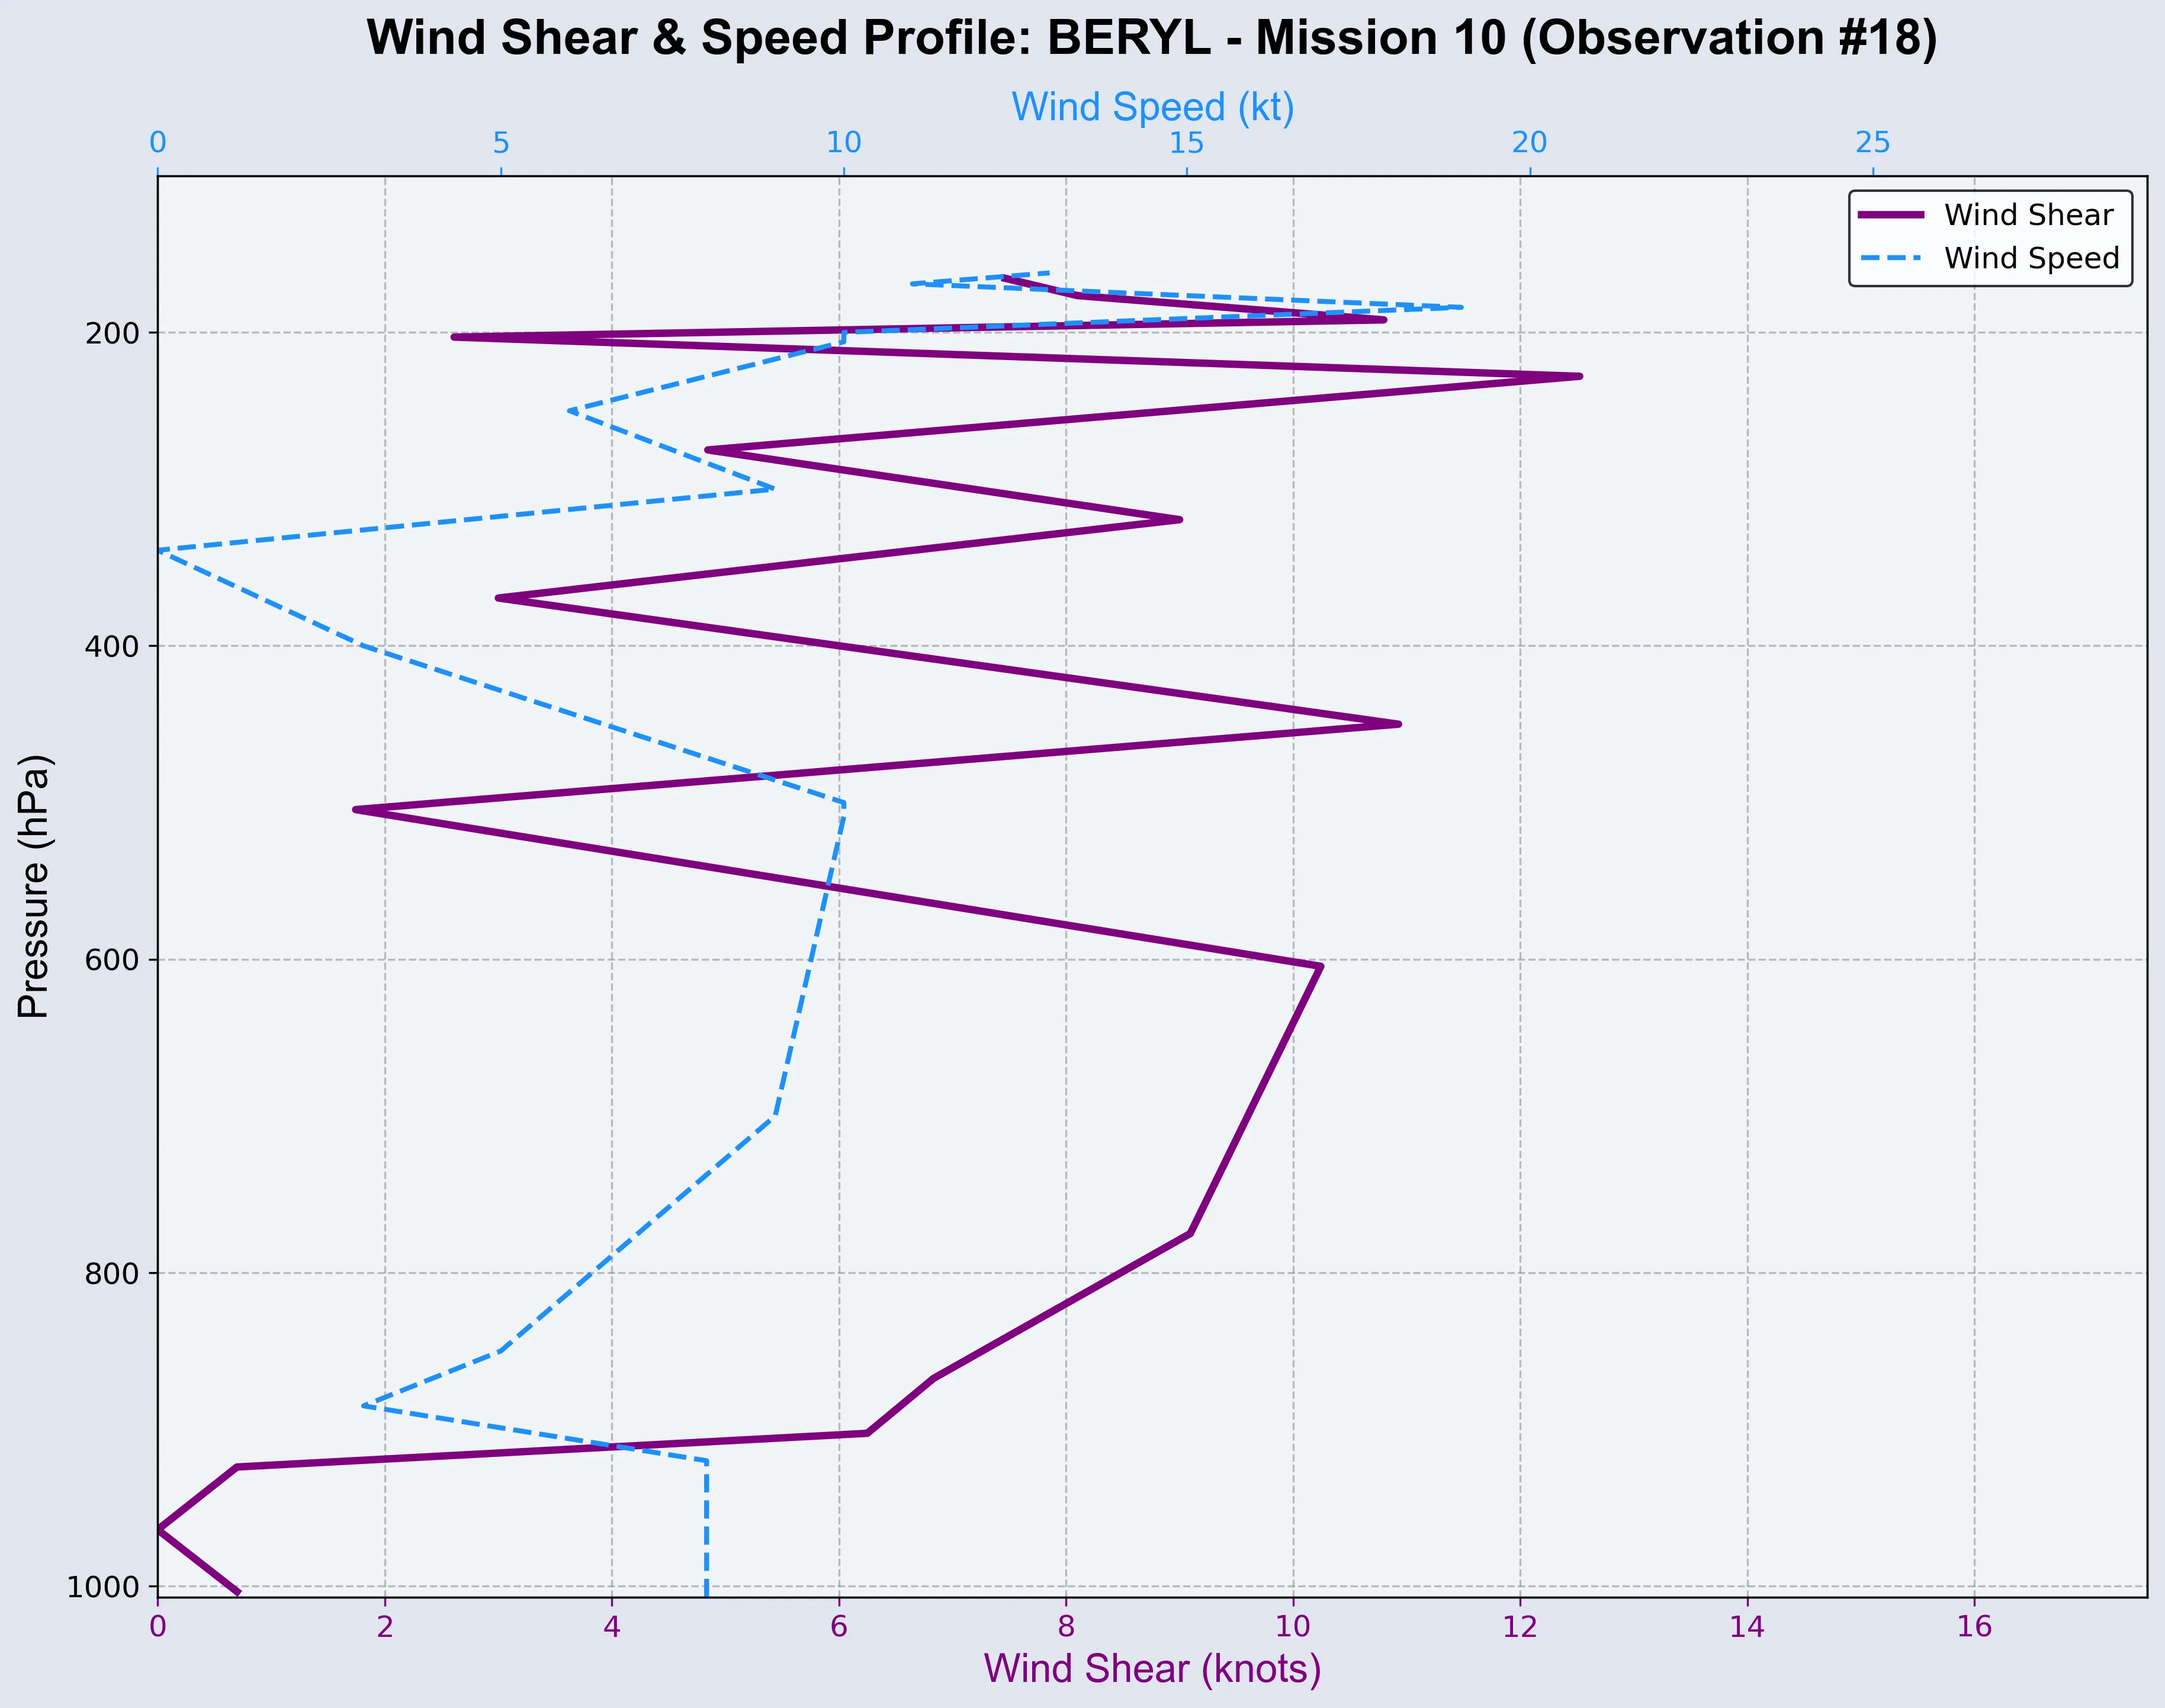 Wind Shear & Speed Profile: BERYL - Mission 10 (Observation #18)
Wind Speed (kt)
0 5 10 15 20 25
Wind Shear
Wind Speed
200
400
600
800
1000
Pressure (hPa)
0 2 4 6 8 10 12 14 16
Wind Shear (knots)